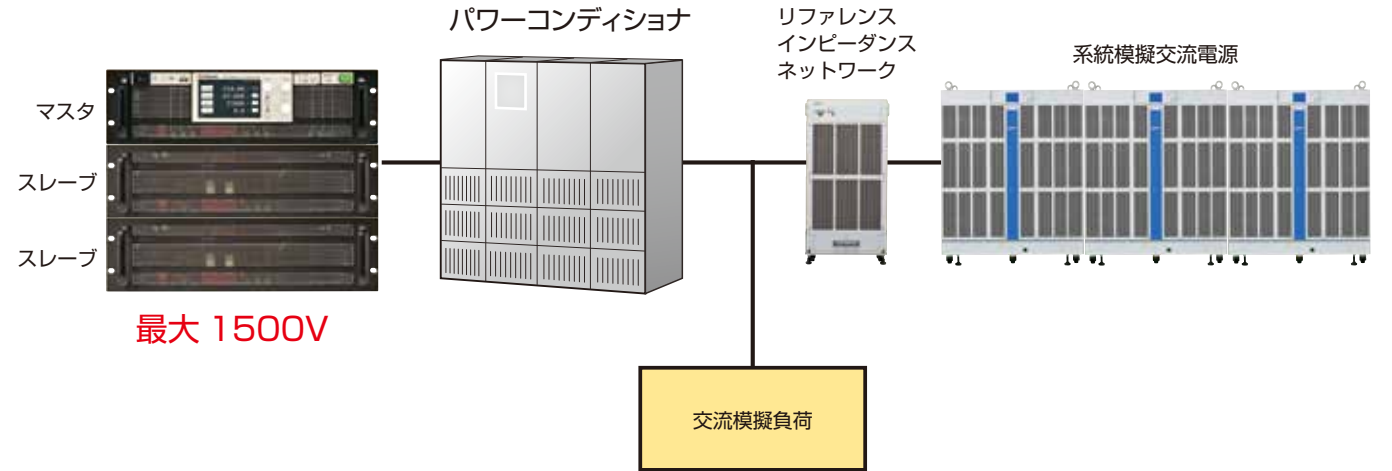 パワーコンディショナ
リファレンス
インピーダンス
ネットワーク
系統模擬交流電源
マスタ
スレーブ
スレーブ
最大 1500V
交流模擬負荷